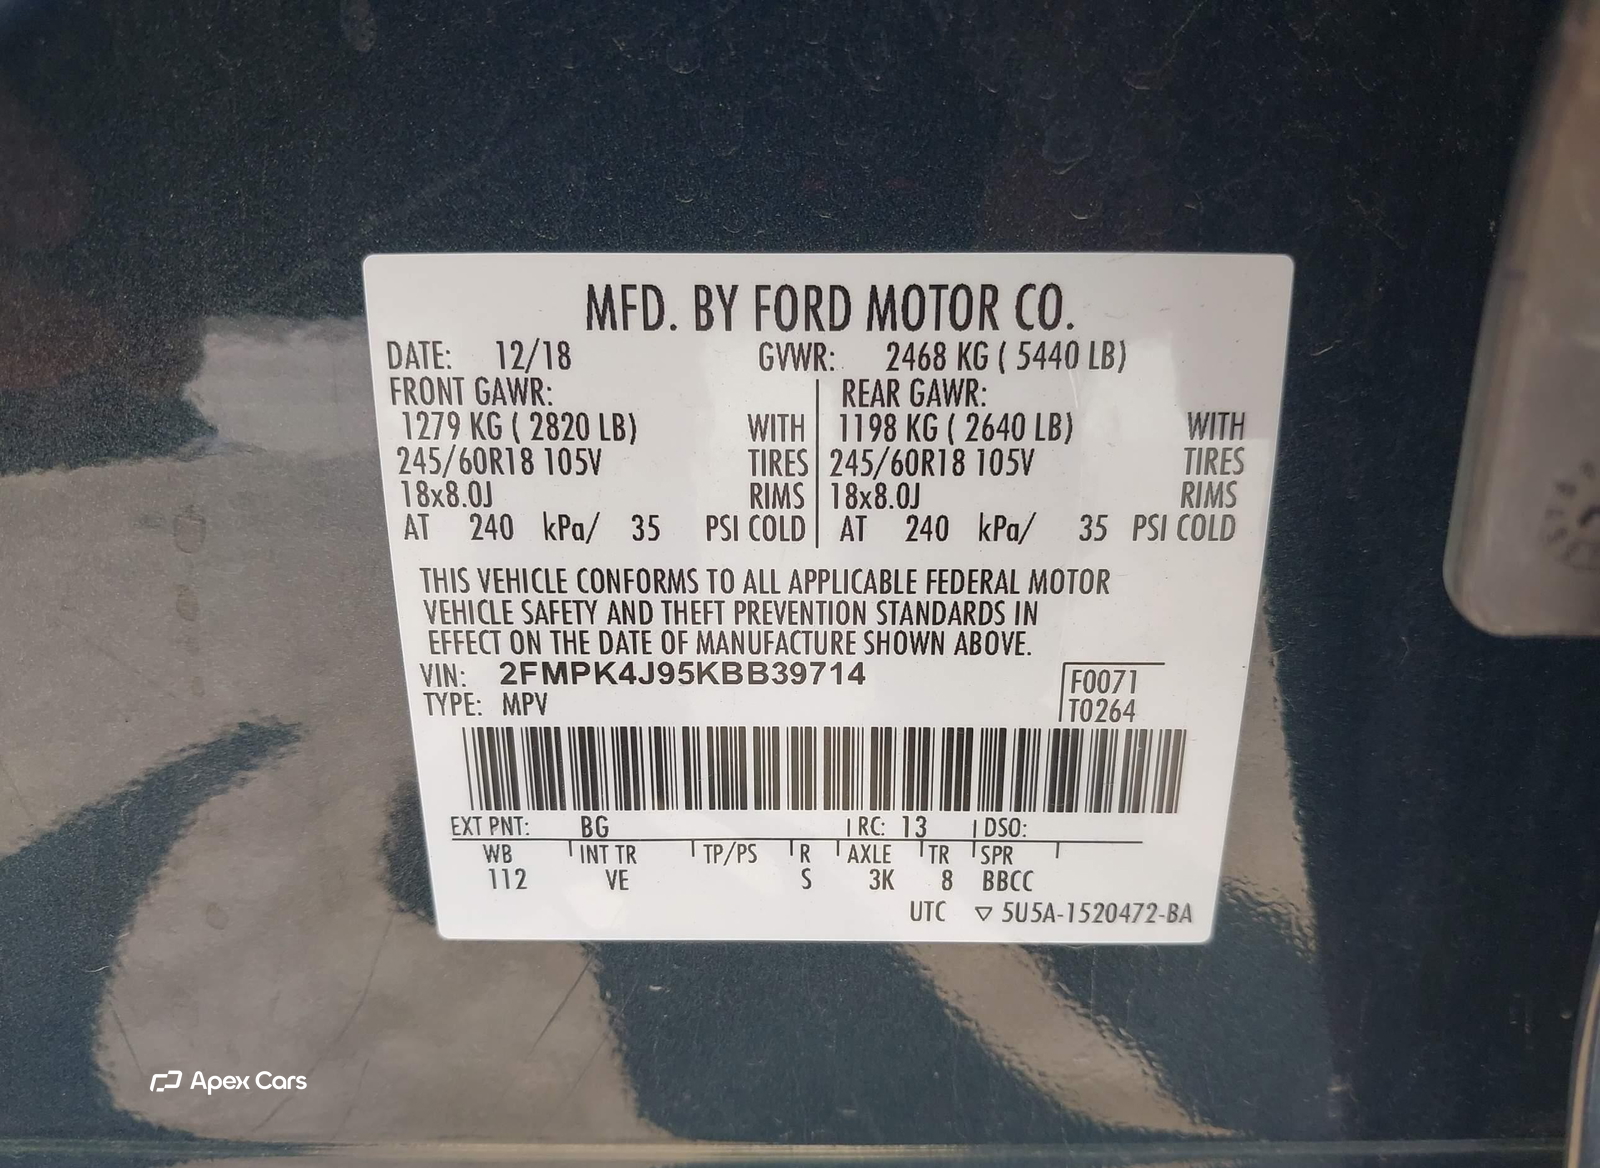 MFD. BY FORD MOTOR CO.
DATE: 12/18 GVWR: 2468 KG ( 5440 LB)
FRONT GAWR: REAR GAWR:
1279 KG ( 2820 LB) WITH 1198 KG ( 2640 LB) WITH
245/60R18 105V TIRES 245/60R18 105V TIRES
18x8.0J RIMS 18x8.0J RIMS
AT 240 kPa/ 35 PSI COLD AT 240 kPa/ 35 PSI COLD
THIS VEHICLE CONFORMS TO ALL APPLICABLE FEDERAL MOTOR
VEHICLE SAFETY AND THEFT PREVENTION STANDARDS IN
EFFECT ON THE DATE OF MANUFACTURE SHOWN ABOVE.
VIN: 2FMPK4J95KBB39714 F0071
TYPE: MPV T0264
EXT PNT: BG RC: 13 DSO:
WB INT TR TP/PS R AXLE TR SPR
112 VE S 3K 8 BBCC
UTC ▽ 5U5A-1520472-BA
Apex Cars